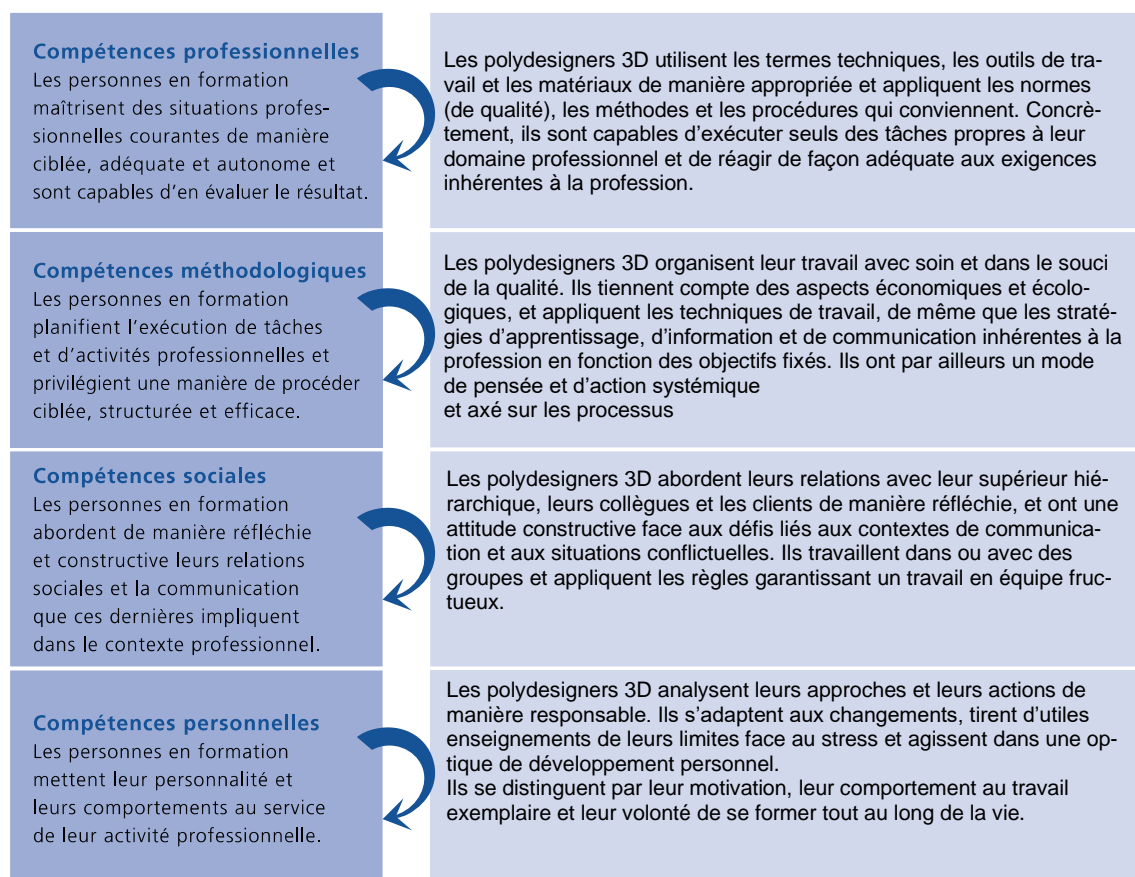 Compétences professionnelles
Les personnes en formation
maîtrisent des situations profes-
sionnelles courantes de manière
ciblée, adéquate et autonome et
sont capables d’en évaluer le résultat.
Les polydesigners 3D utilisent les termes techniques, les outils de tra-
vail et les matériaux de manière appropriée et appliquent les normes
(de qualité), les méthodes et les procédures qui conviennent. Concrè-
tement, ils sont capables d’exécuter seuls des tâches propres à leur
domaine professionnel et de réagir de façon adéquate aux exigences
inhérentes à la profession.
Compétences méthodologiques
Les personnes en formation
planifient l’exécution de tâches
et d’activités professionnelles et
privilégient une manière de procéder
ciblée, structurée et efficace.
Les polydesigners 3D organisent leur travail avec soin et dans le souci
de la qualité. Ils tiennent compte des aspects économiques et écolo-
giques, et appliquent les techniques de travail, de même que les straté-
gies d’apprentissage, d’information et de communication inhérentes à la
profession en fonction des objectifs fixés. Ils ont par ailleurs un mode
de pensée et d’action systémique
et axé sur les processus
Compétences sociales
Les personnes en formation
abordent de manière réfléchie
et constructive leurs relations
sociales et la communication
que ces dernières impliquent
dans le contexte professionnel.
Les polydesigners 3D abordent leurs relations avec leur supérieur hié-
rarchique, leurs collègues et les clients de manière réfléchie, et ont une
attitude constructive face aux défis liés aux contextes de communica-
tion et aux situations conflictuelles. Ils travaillent dans ou avec des
groupes et appliquent les règles garantissant un travail en équipe fruc-
tueux.
Compétences personnelles
Les personnes en formation
mettent leur personnalité et
leurs comportements au service
de leur activité professionnelle.
Les polydesigners 3D analysent leurs approches et leurs actions de
manière responsable. Ils s’adaptent aux changements, tirent d’utiles
enseignements de leurs limites face au stress et agissent dans une op-
tique de développement personnel.
Ils se distinguent par leur motivation, leur comportement au travail
exemplaire et leur volonté de se former tout au long de la vie.